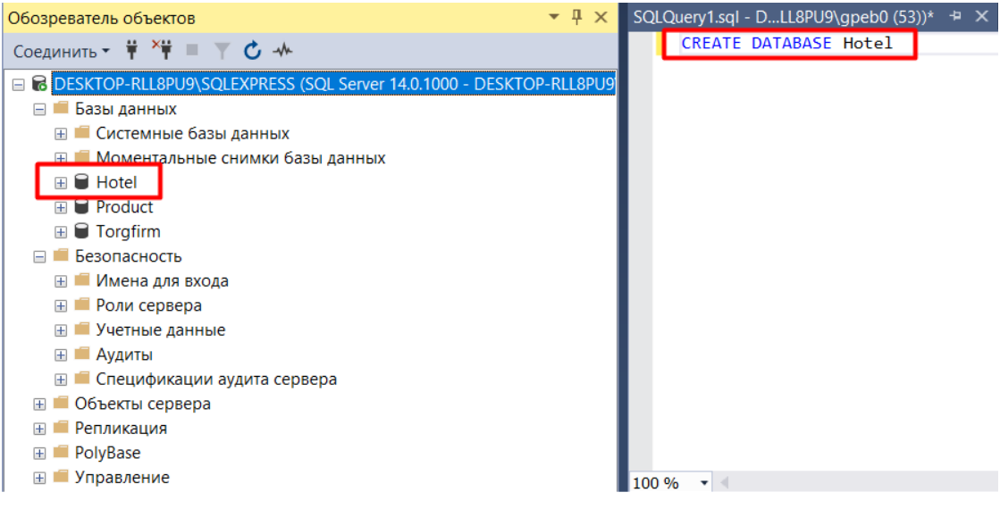 Обозреватель объектов
Соединить
DESKTOP-RLL8PU9\SQLEXPRESS (SQL Server 14.0.1000 - DESKTOP-RLL8PU9\
Базы данных
Системные базы данных
Моментальные снимки базы данных
Hotel
Product
Torgfirm
Безопасность
Имена для входа
Роли сервера
Учетные данные
Аудиты
Спецификации аудита сервера
Объекты сервера
Репликация
PolyBase
Управление
SQLQuery1.sql - D...LL8PU9\gpeb0 (53))*
CREATE DATABASE Hotel
100 %